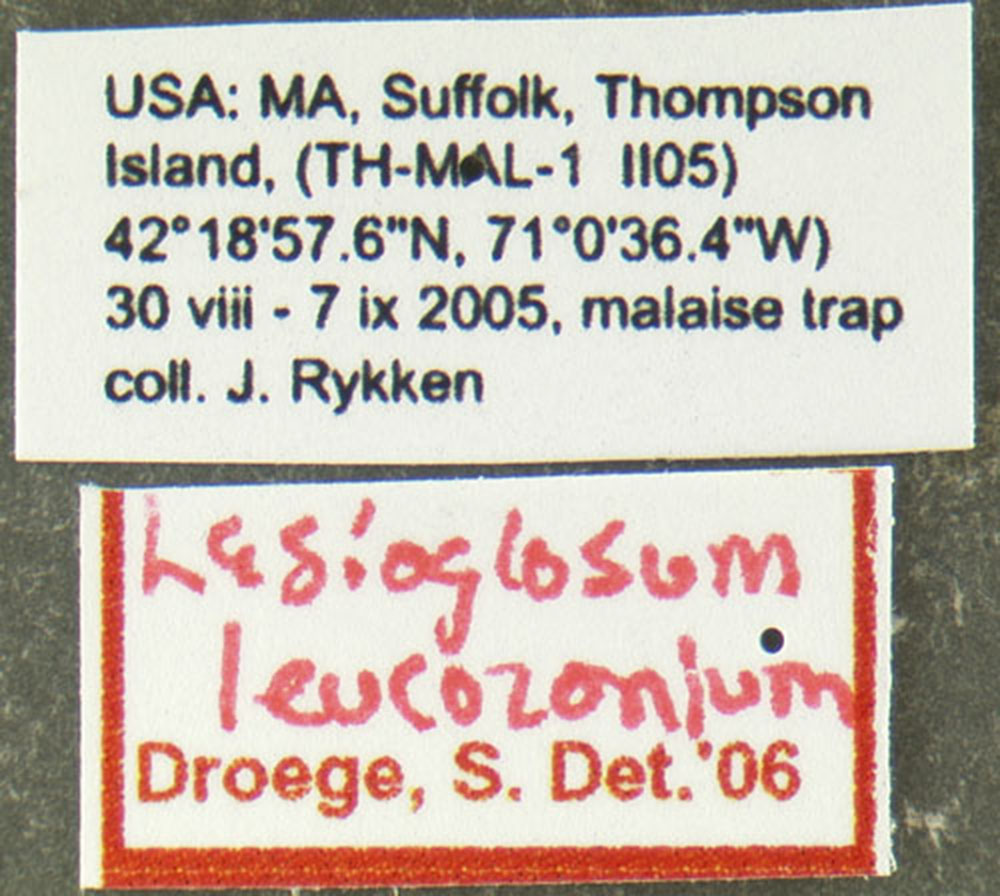 USA: MA, Suffolk, Thompson
Island, (TH-MAL-1 II05)
42°18'57.6"N, 71°0'36.4"W)
30 viii - 7 ix 2005, malaise trap
coll. J. Rykken
Lasioglosum
leucozonium
Droege, S. Det.'06